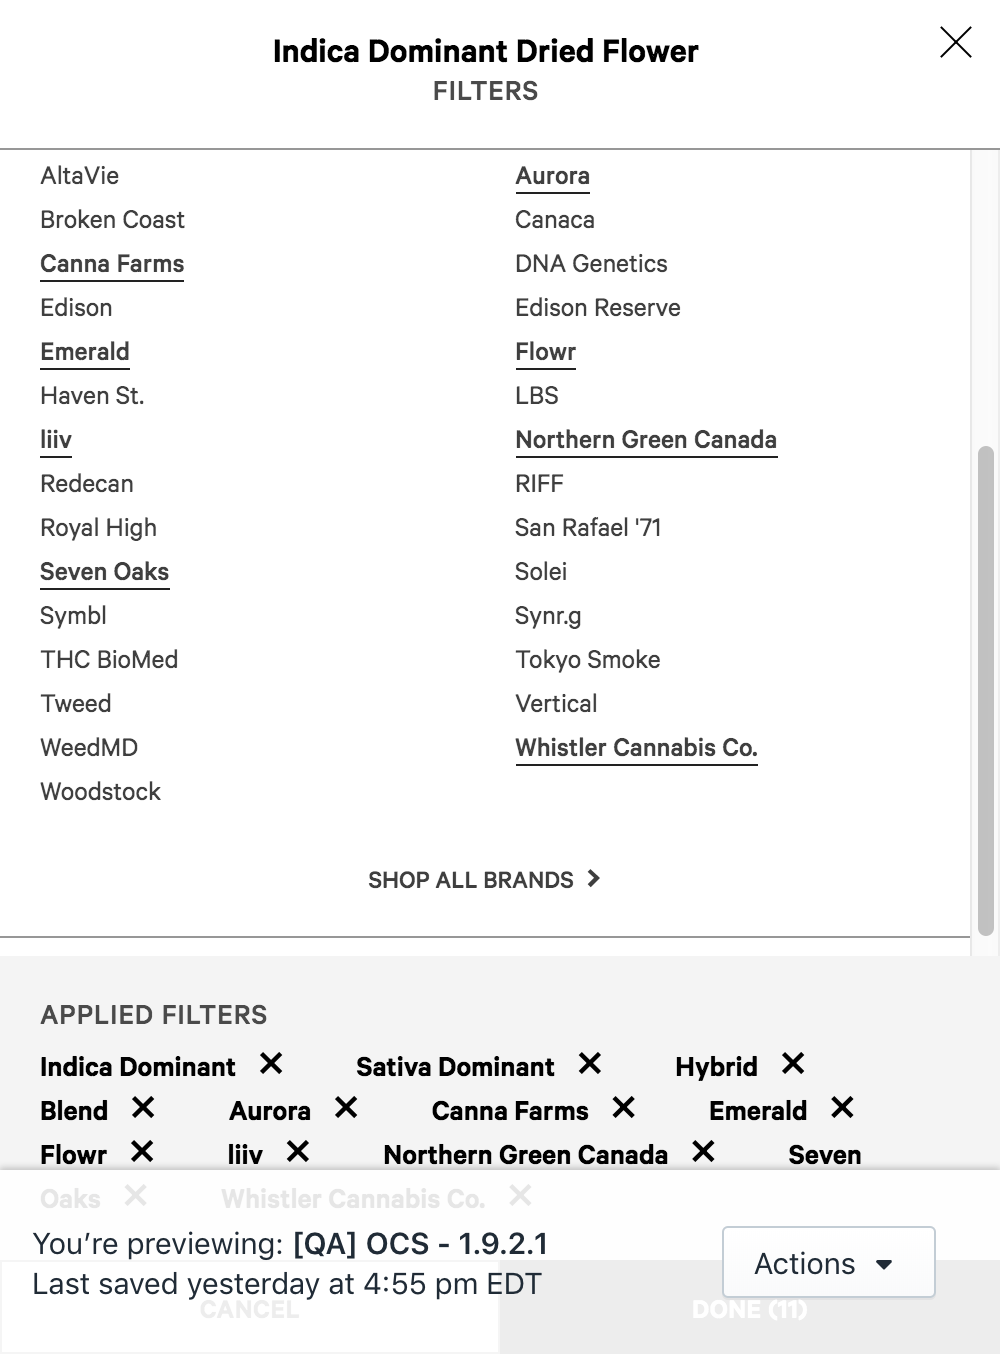 Indica Dominant Dried Flower
FILTERS
AltaVie
Aurora
Broken Coast
Canaca
Canna Farms
DNA Genetics
Edison
Edison Reserve
Emerald
Flowr
Haven St.
LBS
liiv
Northern Green Canada
Redecan
RIFF
Royal High
San Rafael '71
Seven Oaks
Solei
Symbl
Synr.g
THC BioMed
Tokyo Smoke
Tweed
Vertical
WeedMD
Whistler Cannabis Co.
Woodstock
SHOP ALL BRANDS
APPLIED FILTERS
Indica Dominant Sativa Dominant Hybrid
Blend Aurora Canna Farms Emerald
Flowr liiv Northern Green Canada Seven
Oaks Whistler Cannabis Co.
You're previewing: [QA] OCS - 1.9.2.1
Last saved yesterday at 4:55 pm EDT
Actions
CANCEL
DONE (11)